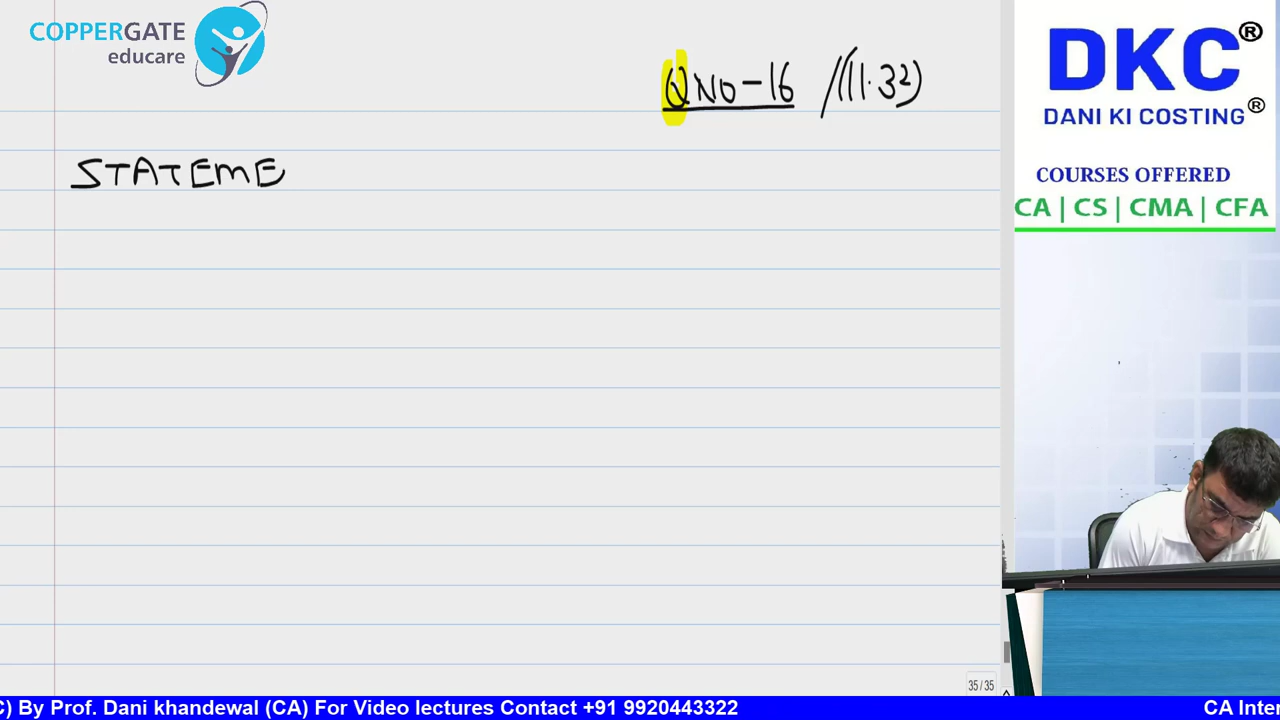 COPPERGATE
educare
QNO-16 /(11.32)
STATEME
DKC®
DANI KI COSTING®
COURSES OFFERED
CA | CS | CMA | CFA
35 / 35
C) By Prof. Dani khandewal (CA) For Video lectures Contact +91 9920443322
CA Inter